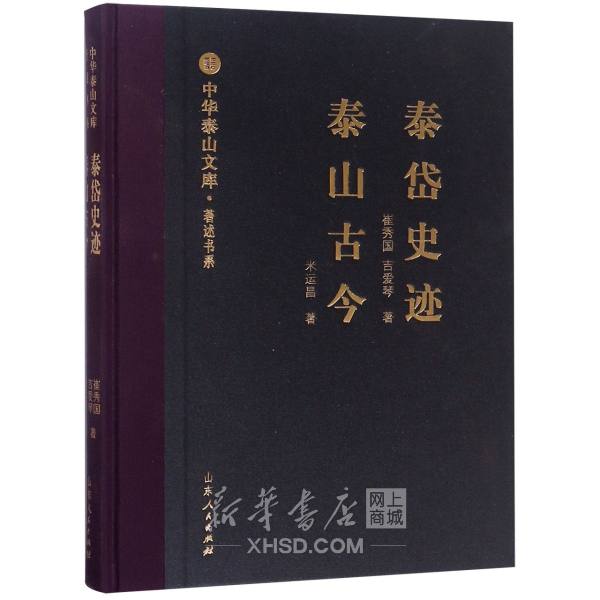 泰岱史迹
崔秀国 吉爱琴 著
泰山古今
米运昌 著
中华泰山文库·著述书系
山东人民出版社
中华泰山文库
泰岱史迹
崔秀国
吉爱琴
著
新华书店
网上
商城
XHSD.COM